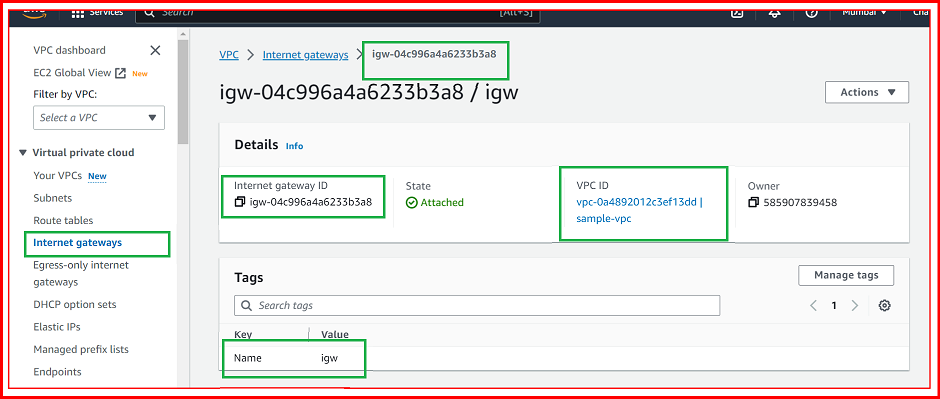 Services
Search
[Alt+S]
Mumbai
VPC dashboard
EC2 Global View New
Filter by VPC:
Select a VPC
Virtual private cloud
Your VPCs New
Subnets
Route tables
Internet gateways
Egress-only internet
gateways
DHCP option sets
Elastic IPs
Managed prefix lists
Endpoints
VPC Internet gateways igw-04c996a4a6233b3a8
igw-04c996a4a6233b3a8 / igw
Actions
Details Info
Internet gateway ID
igw-04c996a4a6233b3a8
State
Attached
VPC ID
vpc-0a4892012c3ef13dd |
sample-vpc
Owner
585907839458
Tags
Manage tags
Search tags
1
Key Value
Name igw